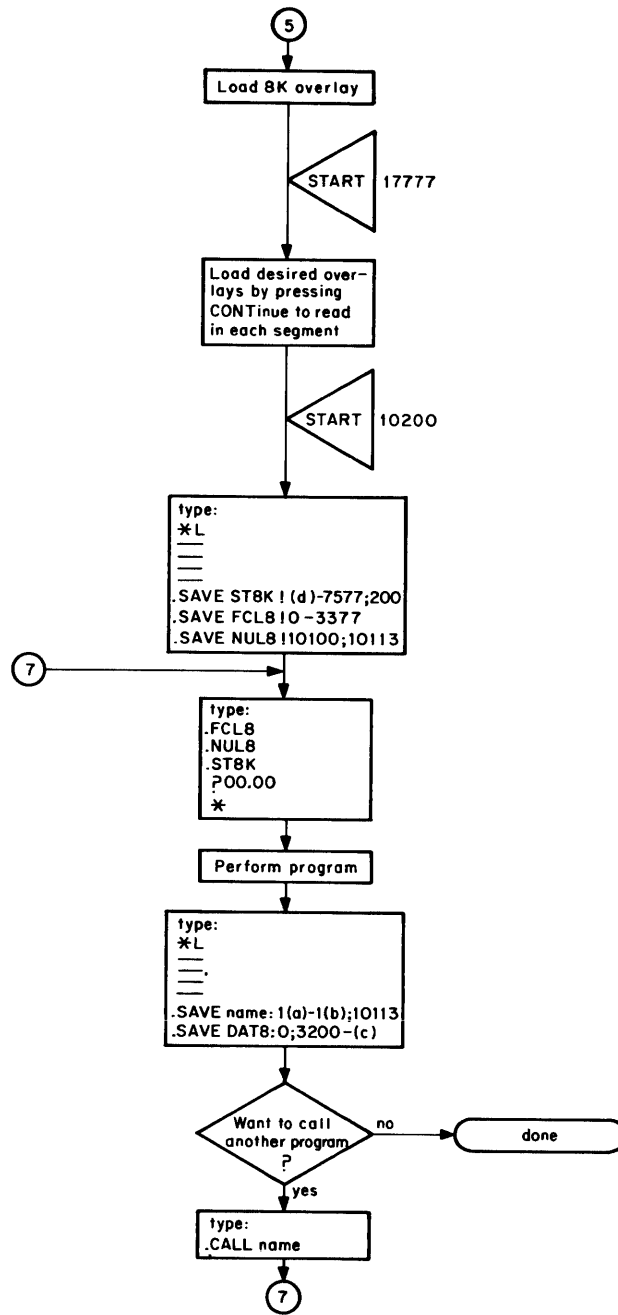 5
Load 8K overlay
START 17777
Load desired over-
lays by pressing
CONTinue to read
in each segment
START 10200
type:
*L
.SAVE ST8K!(d)-7577;200
.SAVE FCL8!0-3377
.SAVE NUL8!10100;10113
7
type:
.FCL8
.NUL8
.ST8K
?00.00
*
Perform program
type:
*L
.
.SAVE name:1(a)-1(b);10113
.SAVE DAT8:0;3200-(c)
Want to call
another program
?
no
done
yes
type:
.CALL name
7